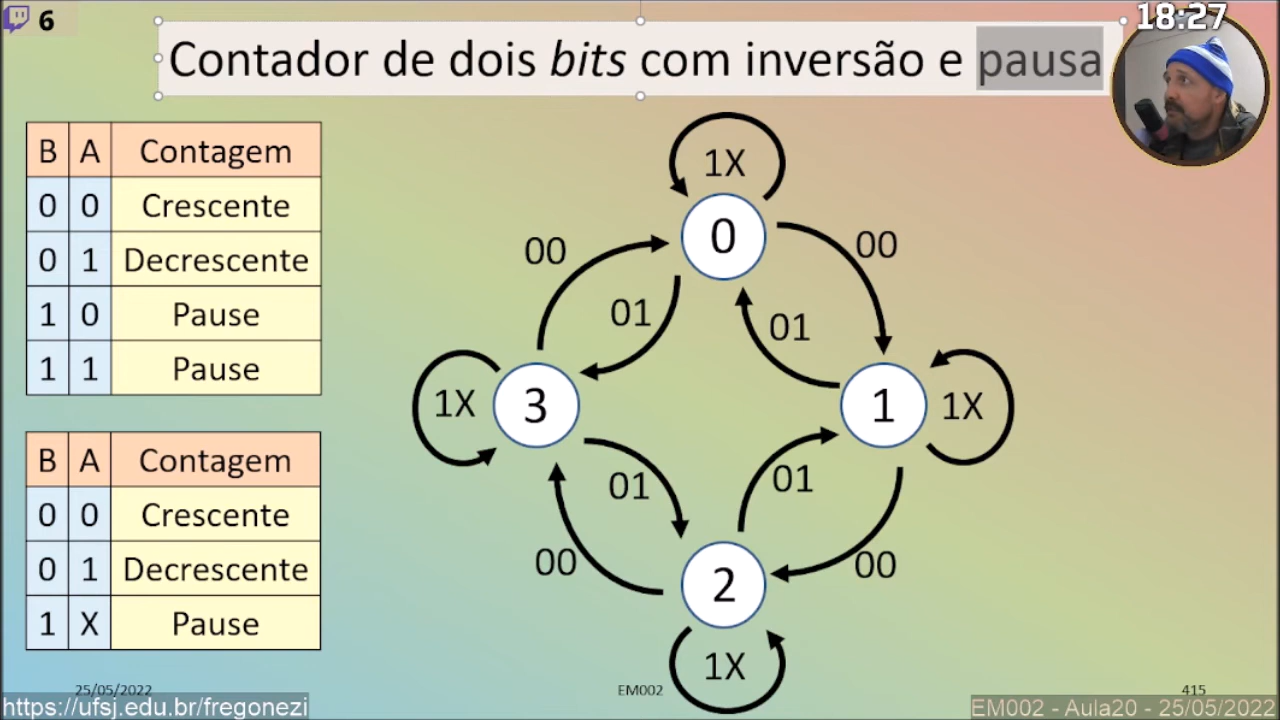 6
18:27
Contador de dois bits com inversão e pausa
B A Contagem
0 0 Crescente
0 1 Decrescente
1 0 Pause
1 1 Pause
B A Contagem
0 0 Crescente
0 1 Decrescente
1 X Pause
1X
0
00
00
01
01
1X
3
1
1X
01
01
00
00
2
1X
25/05/2022
EM002
415
https://ufsj.edu.br/fregonezi
EM002 - Aula20 - 25/05/2022